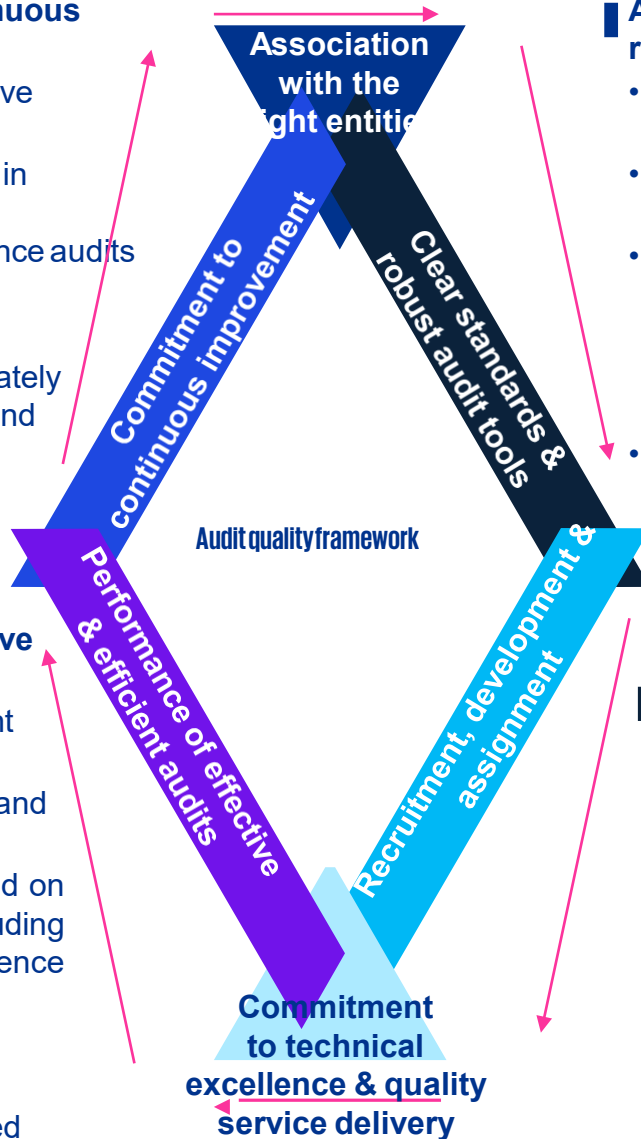 nuous
ve
in
nce audits
ately
nd
Association
with the
ight entitie
A
r
•
•
•
•
Commitment to
continuous improvement
Clear standards &
robust audit tools
Audit quality framework
ve
nt
and
d on
uding
ence
ed
Performance of effective
& efficient audits
Recruitment, development &
assignment
Commitment
to technical
excellence & quality
service delivery